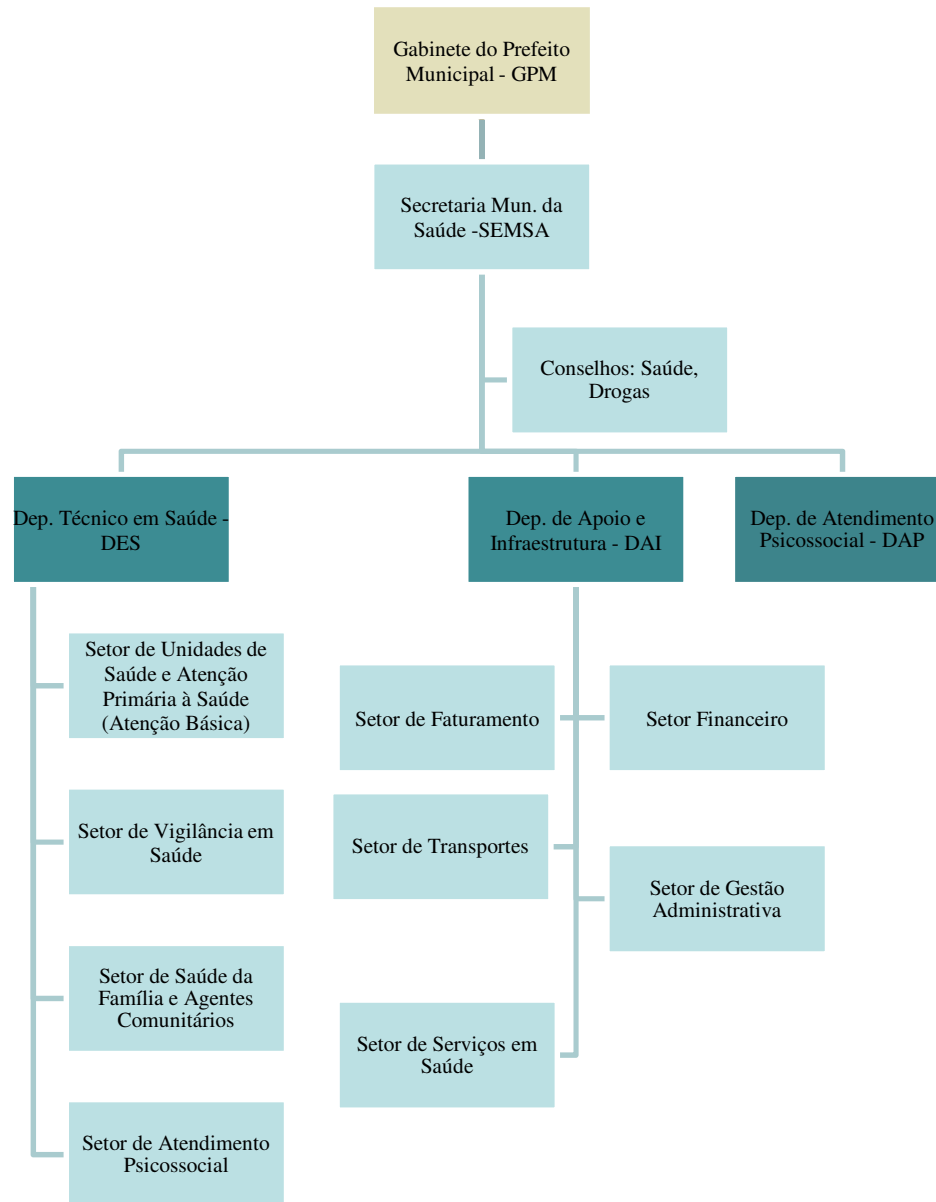 Gabinete do Prefeito
Municipal - GPM
Secretaria Mun. da
Saúde -SEMSA
Conselhos: Saúde,
Drogas
Dep. Técnico em Saúde -
DES
Dep. de Apoio e
Infraestrutura - DAI
Dep. de Atendimento
Psicossocial - DAP
Setor de Unidades de
Saúde e Atenção
Primária à Saúde
(Atenção Básica)
Setor de Vigilância em
Saúde
Setor de Saúde da
Família e Agentes
Comunitários
Setor de Atendimento
Psicossocial
Setor de Faturamento
Setor Financeiro
Setor de Transportes
Setor de Gestão
Administrativa
Setor de Serviços em
Saúde